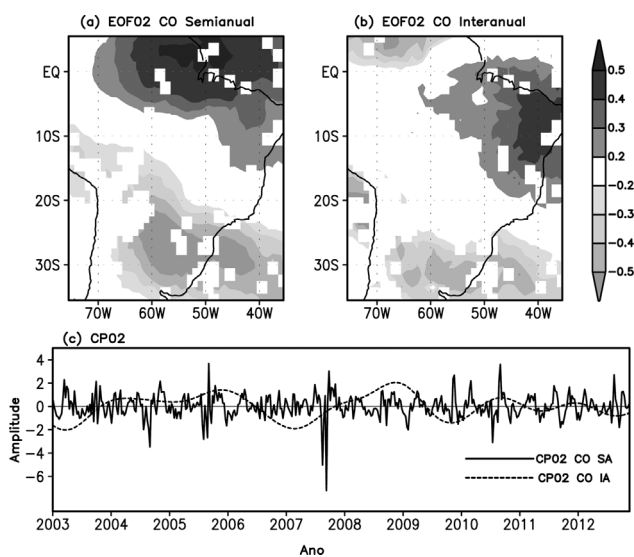 (a) EOF02 CO Semianual
(b) EOF02 CO Interanual
EQ
10S
20S
30S
70W 60W 50W 40W
EQ
10S
20S
30S
70W 60W 50W 40W
0.5
0.4
0.3
0.2
-0.2
-0.3
-0.4
-0.5
(c) CP02
Amplitude
4
2
0
-2
-4
-6
CP02 CO SA
CP02 CO IA
2003 2004 2005 2006 2007 2008 2009 2010 2011 2012
Ano